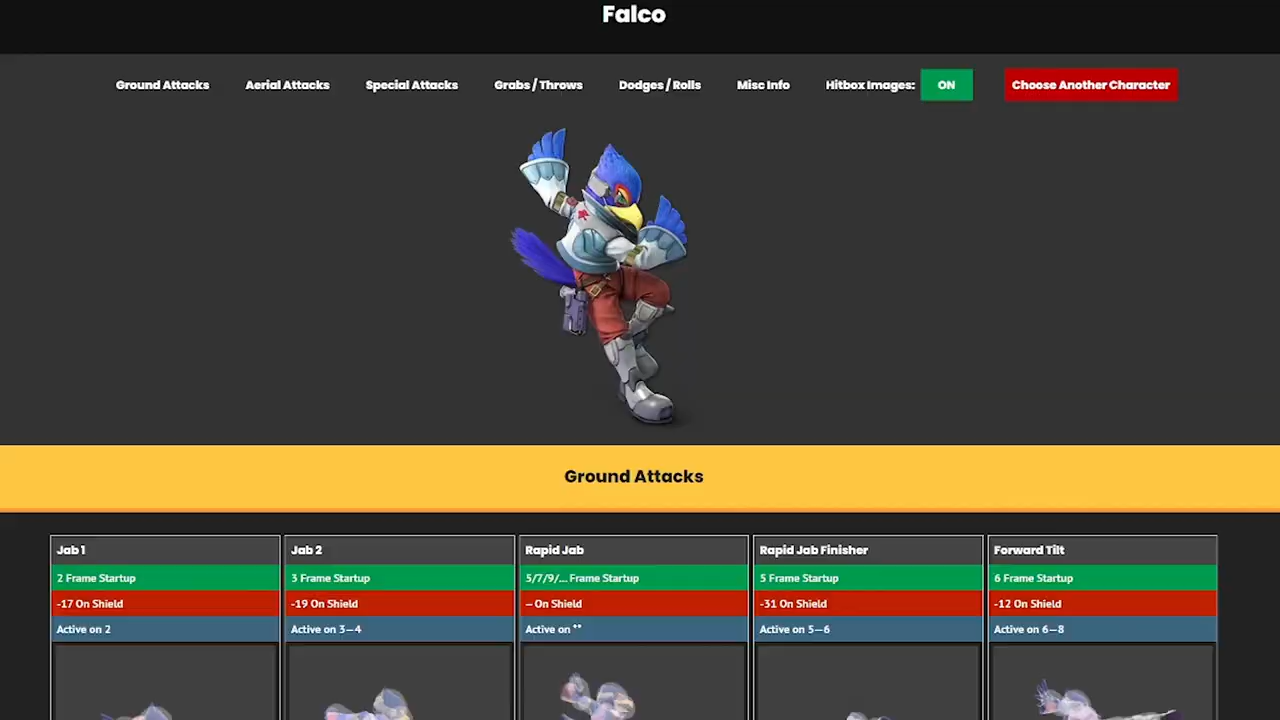 Falco
Ground Attacks Aerial Attacks Special Attacks Grabs / Throws Dodges / Rolls Misc Info Hitbox Images: ON Choose Another Character
Ground Attacks
Jab 1
2 Frame Startup
-17 On Shield
Active on 2
Jab 2
3 Frame Startup
-19 On Shield
Active on 3—4
Rapid Jab
5/7/9/... Frame Startup
-- On Shield
Active on **
Rapid Jab Finisher
5 Frame Startup
-31 On Shield
Active on 5—6
Forward Tilt
6 Frame Startup
-12 On Shield
Active on 6—8